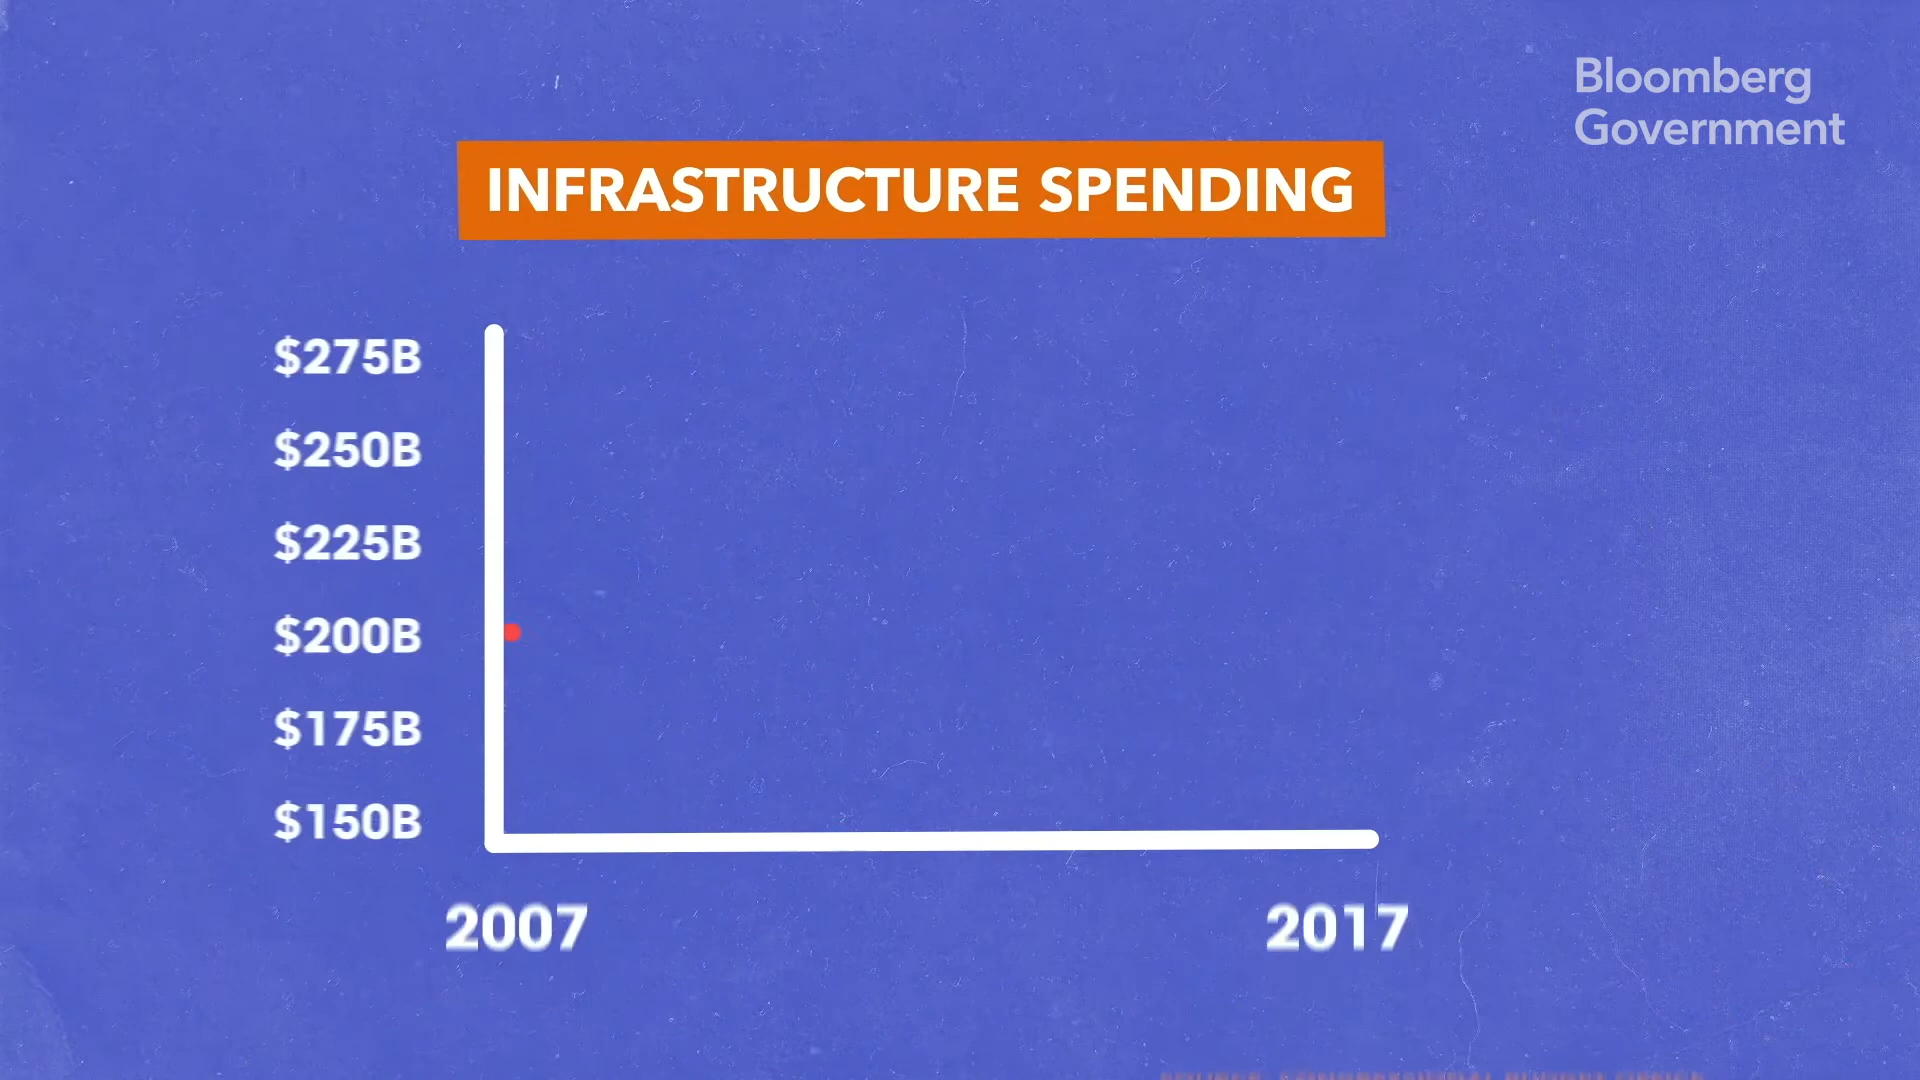 Bloomberg
Government
INFRASTRUCTURE SPENDING
$275B
$250B
$225B
$200B
$175B
$150B
2007
2017